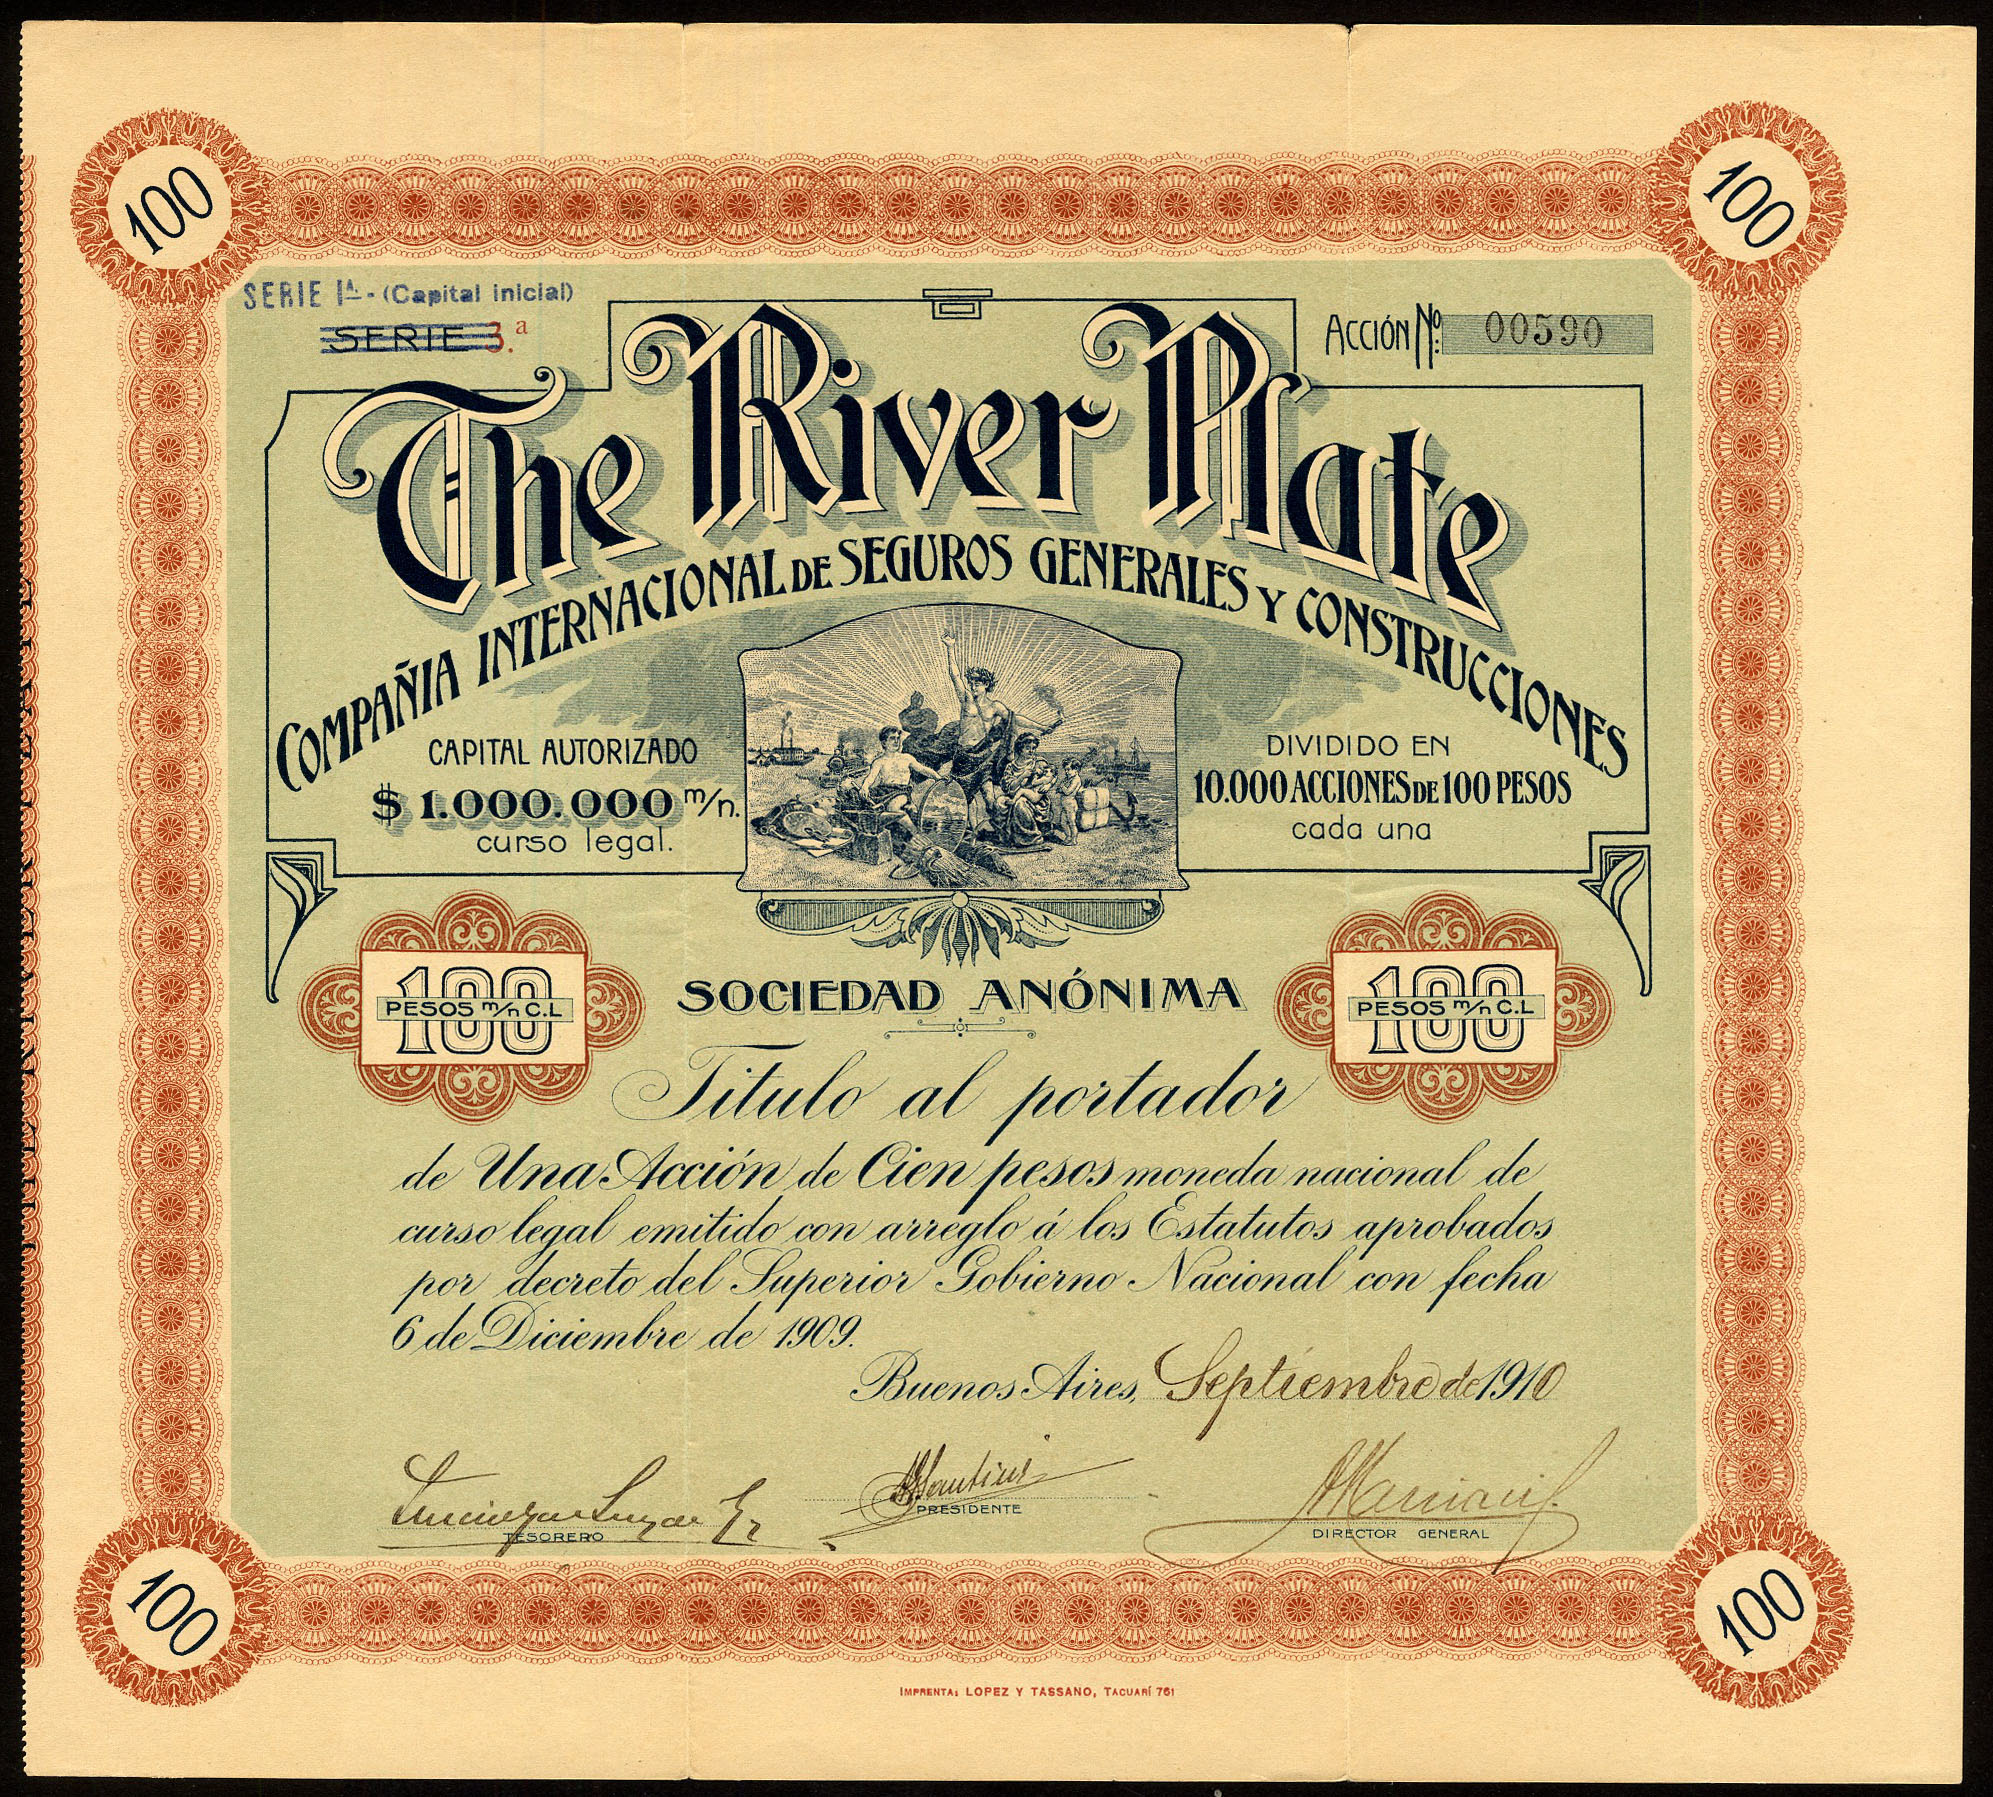 100
100
SERIE 1ª - (Capital inicial)
SERIE 3.ª
ACCIÓN Nº: 00590
The River Plate
COMPAÑIA INTERNACIONAL DE SEGUROS GENERALES Y CONSTRUCCIONES
CAPITAL AUTORIZADO
$ 1.000.000 m/n.
curso legal.
DIVIDIDO EN
10.000 ACCIONES DE 100 PESOS
cada una
100
PESOS m/n C.L
SOCIEDAD ANÓNIMA
100
PESOS m/n C.L
Titulo al portador
de Una Acción de Cien pesos moneda nacional de
curso legal emitido con arreglo á los Estatutos aprobados
por decreto del Superior Gobierno Nacional con fecha
6 de Diciembre de 1909.
Buenos Aires, Septiembre de 1910
TESORERO
PRESIDENTE
DIRECTOR GENERAL
100
100
IMPRENTA: LOPEZ Y TASSANO, TACUARÍ 761